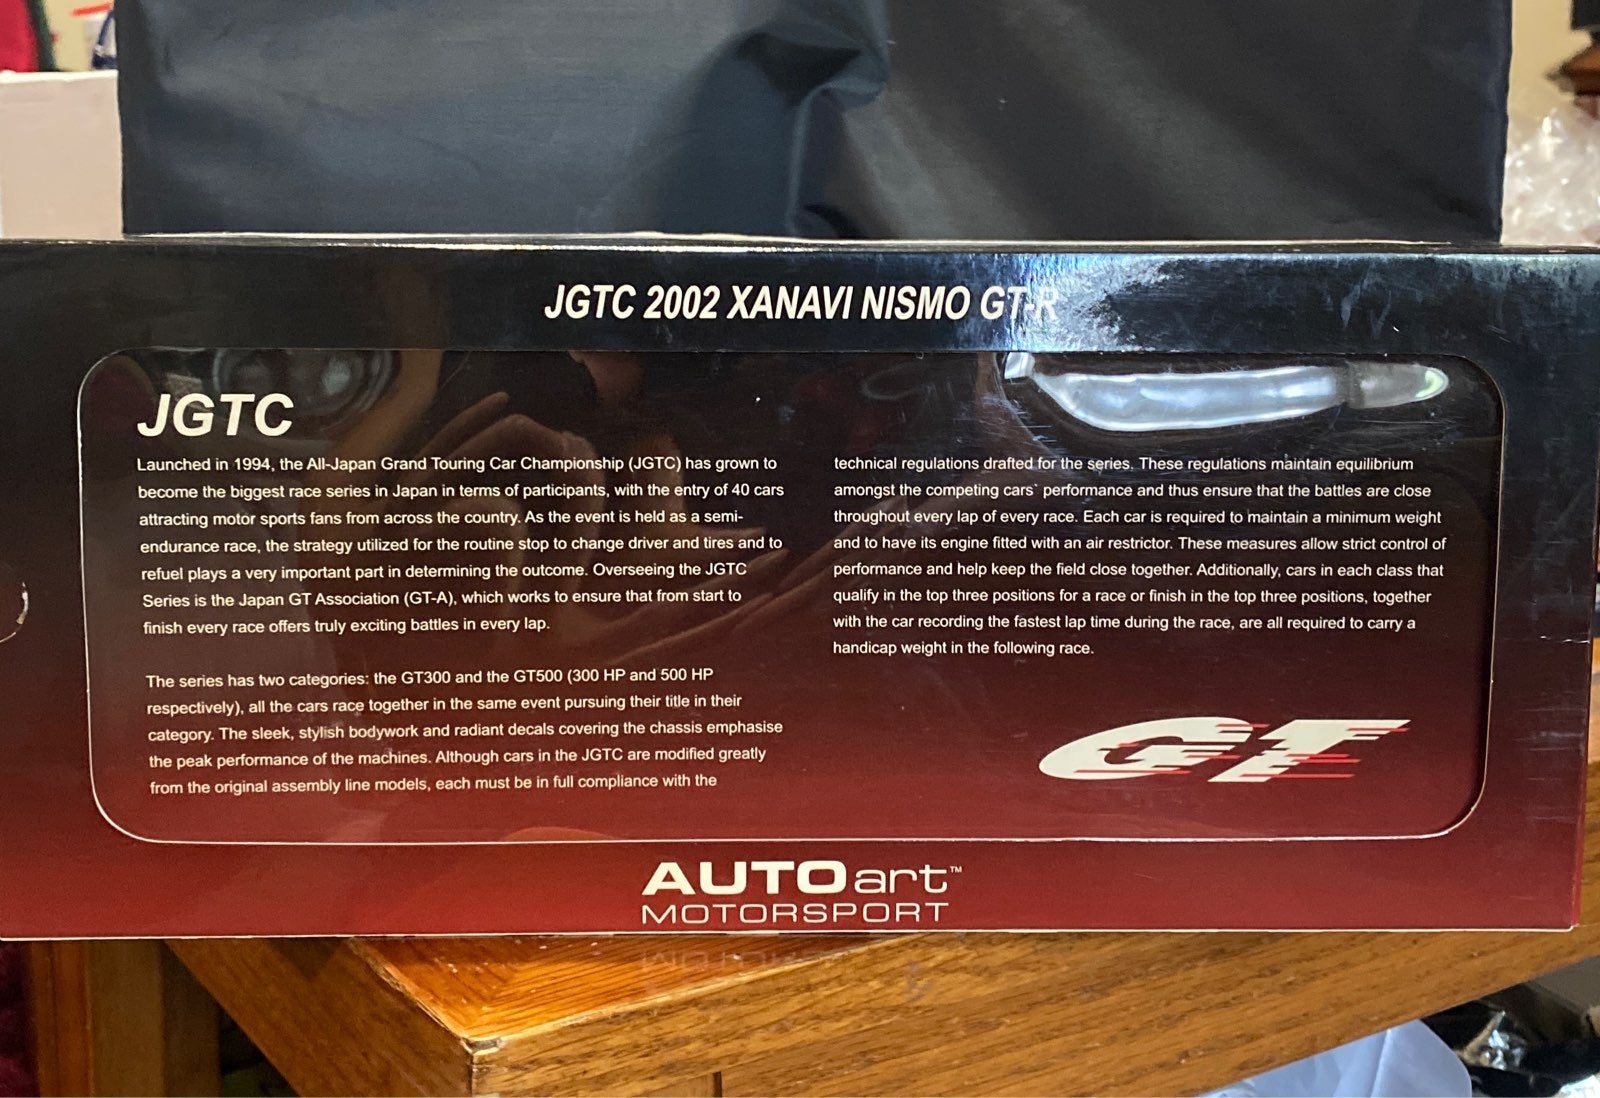 JGTC 2002 XANAVI NISMO GT-R
JGTC
Launched in 1994, the All-Japan Grand Touring Car Championship (JGTC) has grown to
become the biggest race series in Japan in terms of participants, with the entry of 40 cars
attracting motor sports fans from across the country. As the event is held as a semi-
endurance race, the strategy utilized for the routine stop to change driver and tires and to
refuel plays a very important part in determining the outcome. Overseeing the JGTC
Series is the Japan GT Association (GT-A), which works to ensure that from start to
finish every race offers truly exciting battles in every lap.
The series has two categories: the GT300 and the GT500 (300 HP and 500 HP
respectively), all the cars race together in the same event pursuing their title in their
category. The sleek, stylish bodywork and radiant decals covering the chassis emphasise
the peak performance of the machines. Although cars in the JGTC are modified greatly
from the original assembly line models, each must be in full compliance with the
technical regulations drafted for the series. These regulations maintain equilibrium
amongst the competing cars` performance and thus ensure that the battles are close
throughout every lap of every race. Each car is required to maintain a minimum weight
and to have its engine fitted with an air restrictor. These measures allow strict control of
performance and help keep the field close together. Additionally, cars in each class that
qualify in the top three positions for a race or finish in the top three positions, together
with the car recording the fastest lap time during the race, are all required to carry a
handicap weight in the following race.
GT
AUTOart™
MOTORSPORT